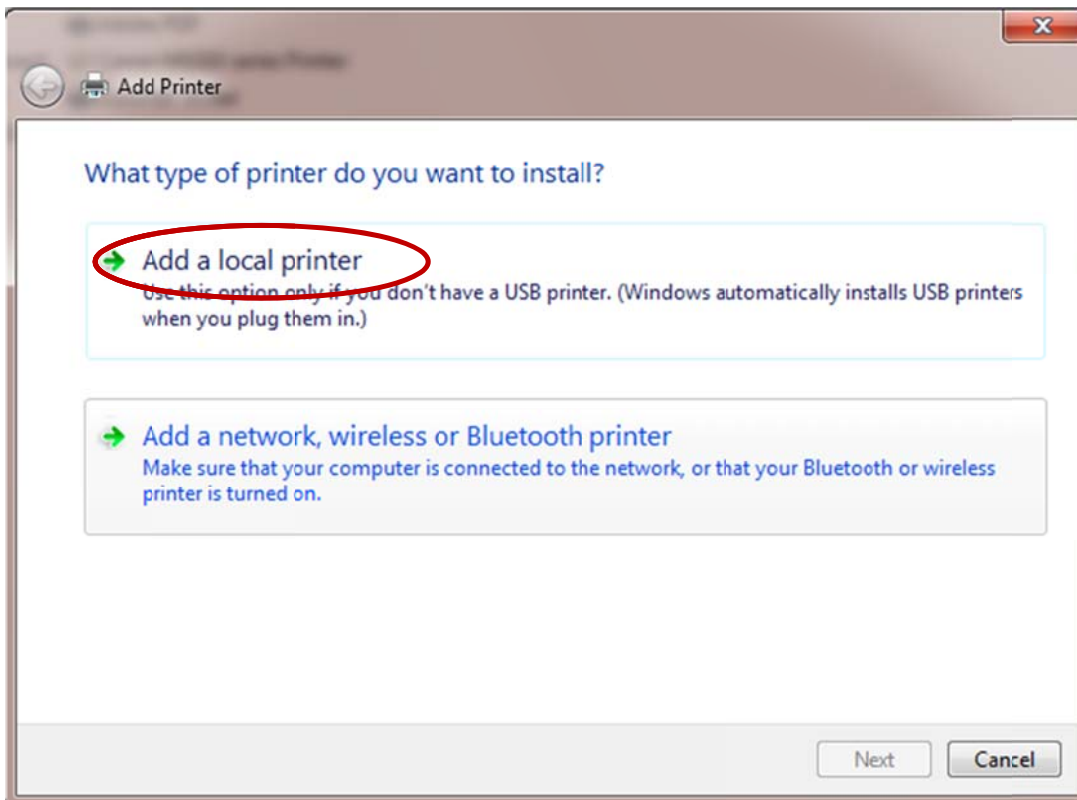 Add Printer
What type of printer do you want to install?
Add a local printer
Use this option only if you don't have a USB printer. (Windows automatically installs USB printers
when you plug them in.)
Add a network, wireless or Bluetooth printer
Make sure that your computer is connected to the network, or that your Bluetooth or wireless
printer is turned on.
Next
Cancel